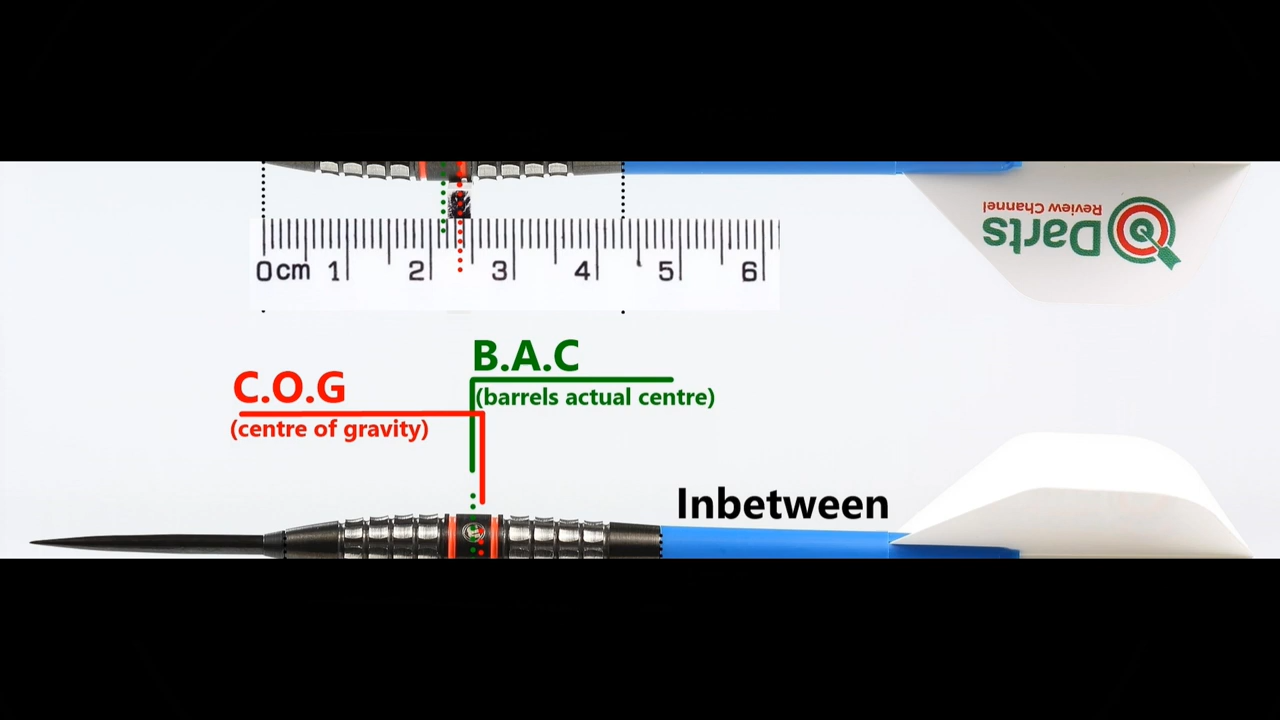 Darts
Review Channel
0cm 1 2 3 4 5 6
B.A.C
(barrels actual centre)
C.O.G
(centre of gravity)
Inbetween